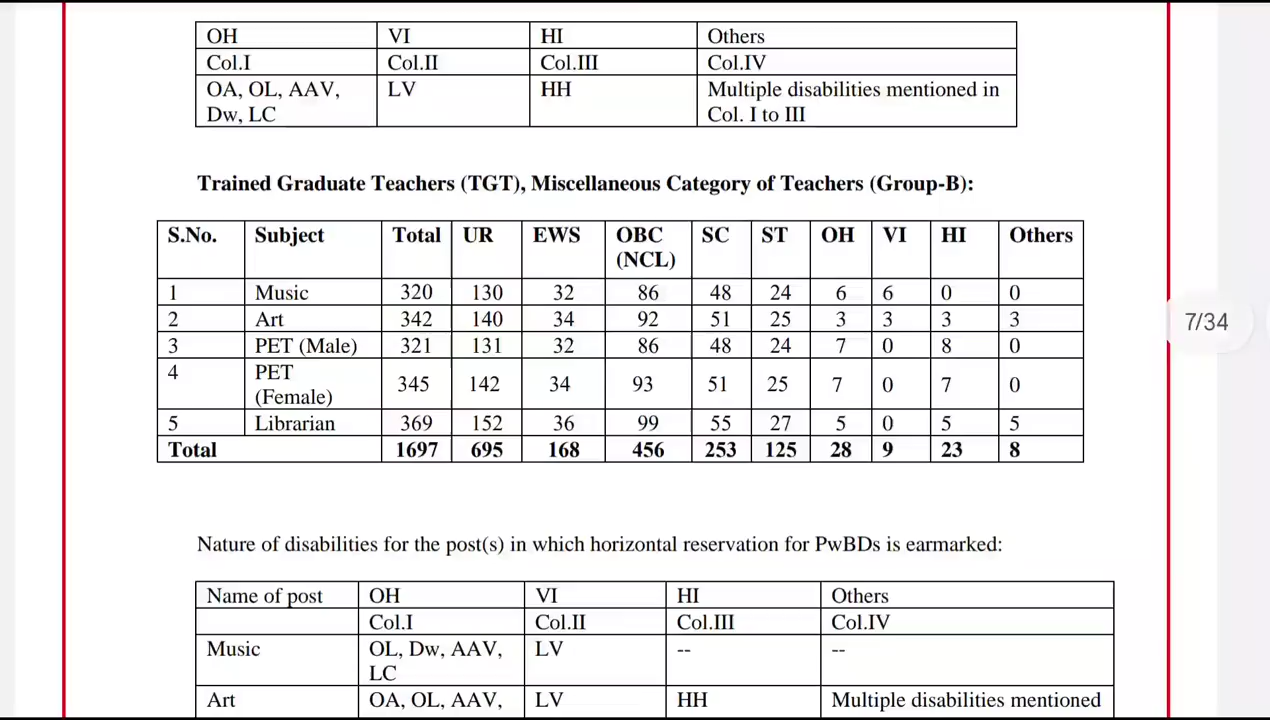 OH VI HI Others
Col.I Col.II Col.III Col.IV
OA, OL, AAV, LV HH Multiple disabilities mentioned in
Dw, LC Col. I to III
Trained Graduate Teachers (TGT), Miscellaneous Category of Teachers (Group-B):
S.No. Subject Total UR EWS OBC SC ST OH VI HI Others
(NCL)
1 Music 320 130 32 86 48 24 6 6 0 0
2 Art 342 140 34 92 51 25 3 3 3 3
3 PET (Male) 321 131 32 86 48 24 7 0 8 0
4 PET 345 142 34 93 51 25 7 0 7 0
(Female)
5 Librarian 369 152 36 99 55 27 5 0 5 5
Total 1697 695 168 456 253 125 28 9 23 8
7/34
Nature of disabilities for the post(s) in which horizontal reservation for PwBDs is earmarked:
Name of post OH VI HI Others
Col.I Col.II Col.III Col.IV
Music OL, Dw, AAV, LV -- --
LC
Art OA, OL, AAV, LV HH Multiple disabilities mentioned